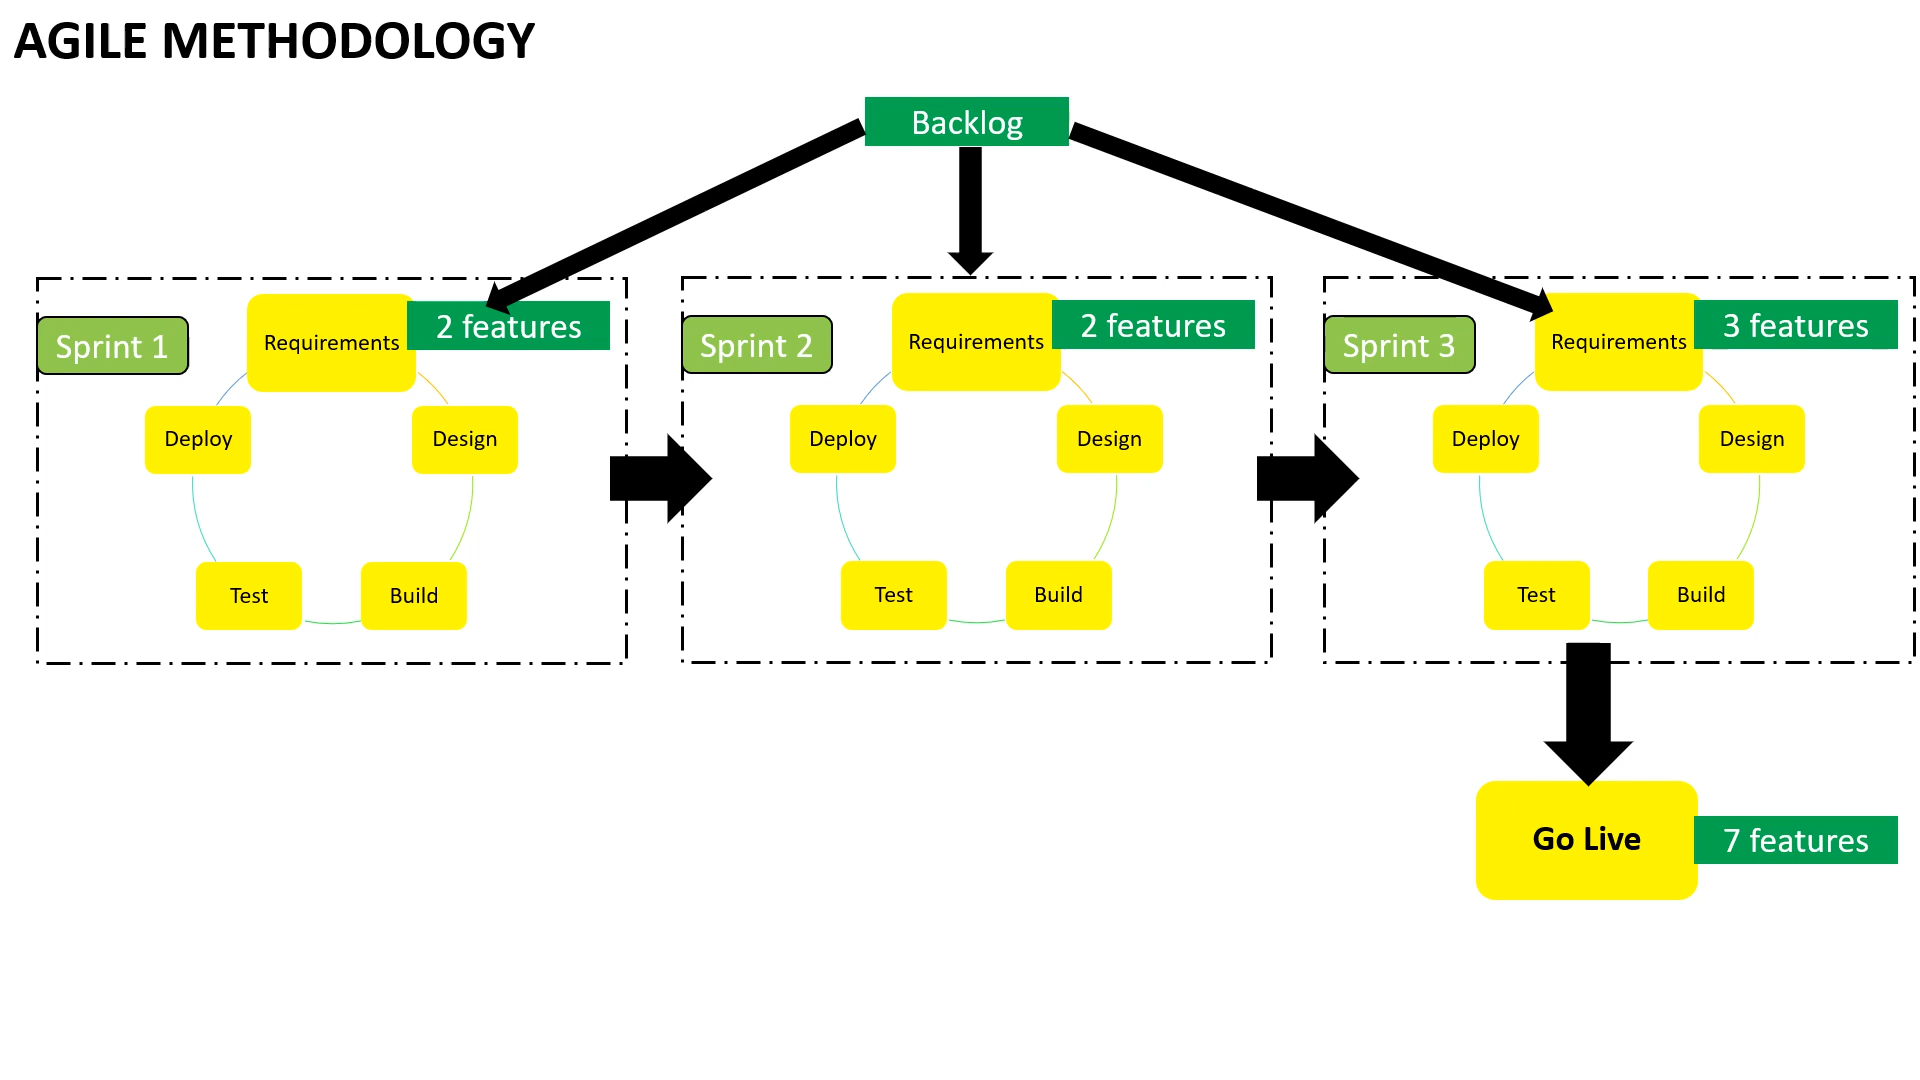 AGILE METHODOLOGY
Backlog
Sprint 1
Requirements
2 features
Deploy
Design
Test
Build
Sprint 2
Requirements
2 features
Deploy
Design
Test
Build
Sprint 3
Requirements
3 features
Deploy
Design
Test
Build
Go Live
7 features